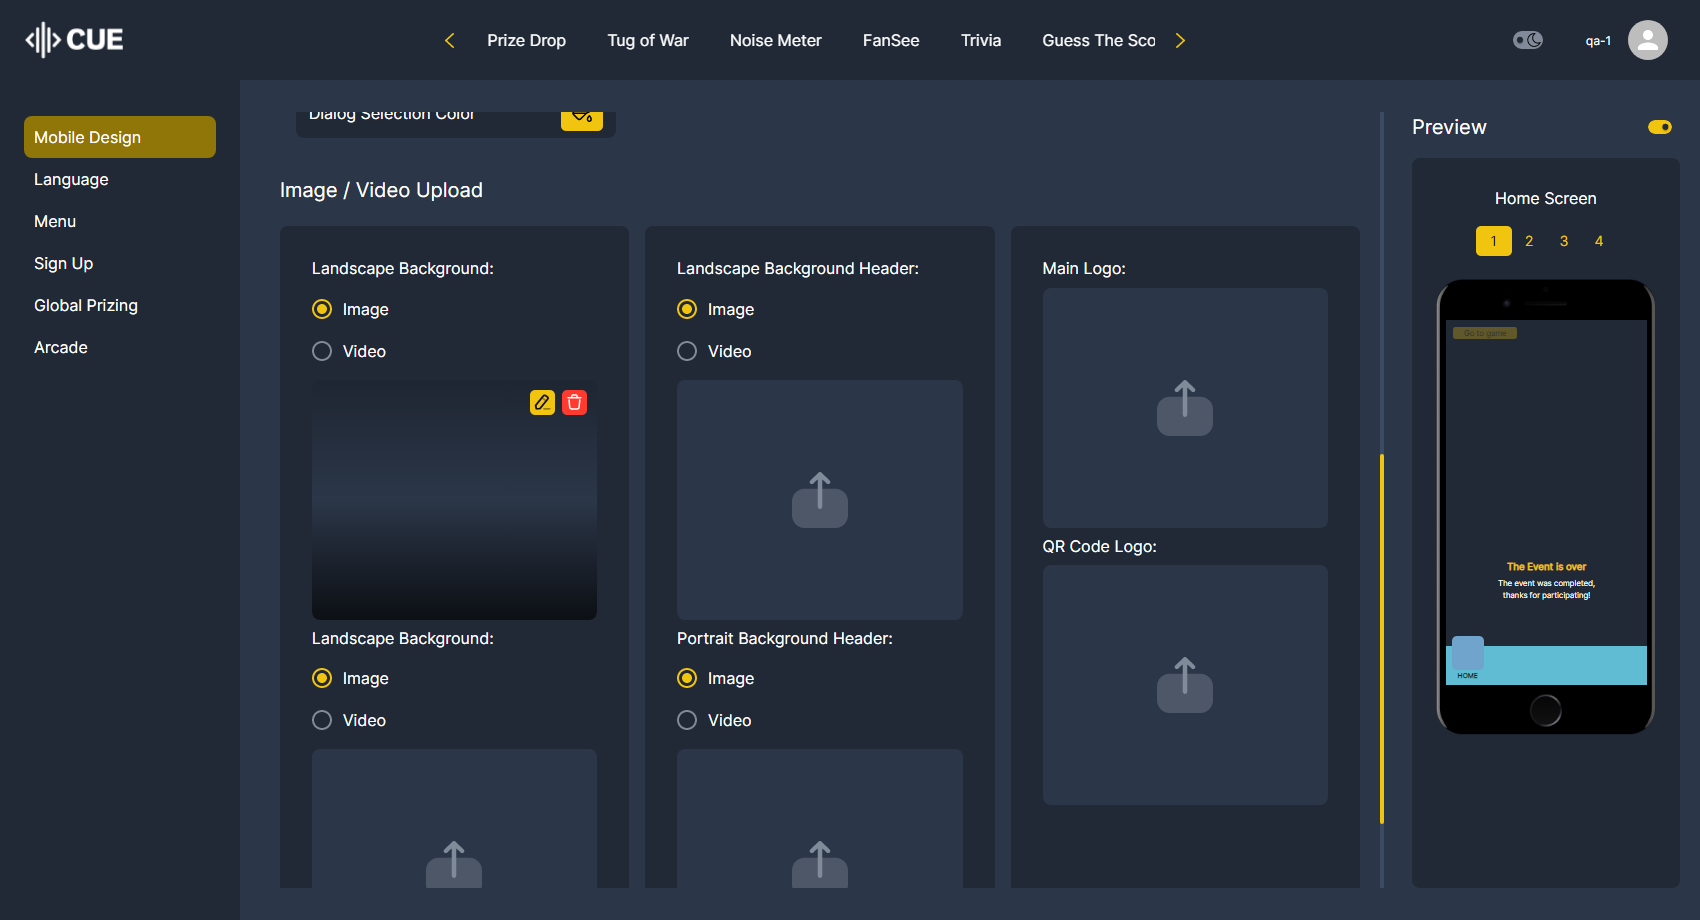 CUE
Prize Drop
Tug of War
Noise Meter
FanSee
Trivia
Guess The Sco
qa-1
Mobile Design
Language
Menu
Sign Up
Global Prizing
Arcade
Dialog Selection Color
Image / Video Upload
Landscape Background:
Image
Video
Landscape Background:
Image
Video
Landscape Background Header:
Image
Video
Portrait Background Header:
Image
Video
Main Logo:
QR Code Logo:
Preview
Home Screen
1 2 3 4
Go to game
The Event is over
The event was completed,
thanks for participating!
HOME